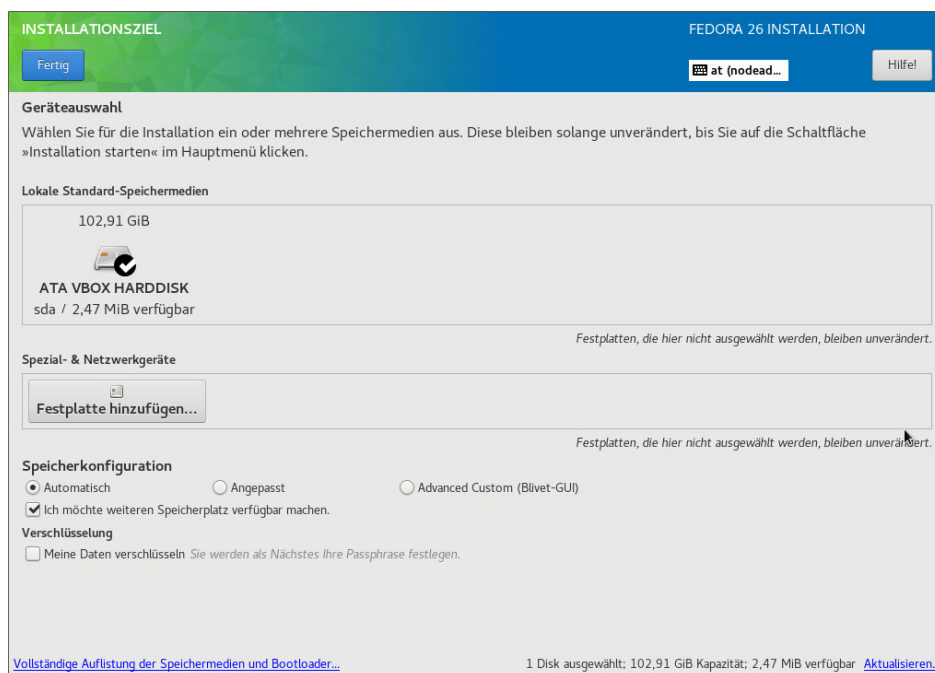 INSTALLATIONSZIEL
FEDORA 26 INSTALLATION
Fertig
at (nodead...
Hilfe!
Geräteauswahl
Wählen Sie für die Installation ein oder mehrere Speichermedien aus. Diese bleiben solange unverändert, bis Sie auf die Schaltfläche
»Installation starten« im Hauptmenü klicken.
Lokale Standard-Speichermedien
102,91 GiB
ATA VBOX HARDDISK
sda / 2,47 MiB verfügbar
Festplatten, die hier nicht ausgewählt werden, bleiben unverändert.
Spezial- & Netzwerkgeräte
Festplatte hinzufügen...
Festplatten, die hier nicht ausgewählt werden, bleiben unverändert.
Speicherkonfiguration
Automatisch Angepasst Advanced Custom (Blivet-GUI)
Ich möchte weiteren Speicherplatz verfügbar machen.
Verschlüsselung
Meine Daten verschlüsseln Sie werden als Nächstes Ihre Passphrase festlegen.
Vollständige Auflistung der Speichermedien und Bootloader...
1 Disk ausgewählt; 102,91 GiB Kapazität; 2,47 MiB verfügbar Aktualisieren.